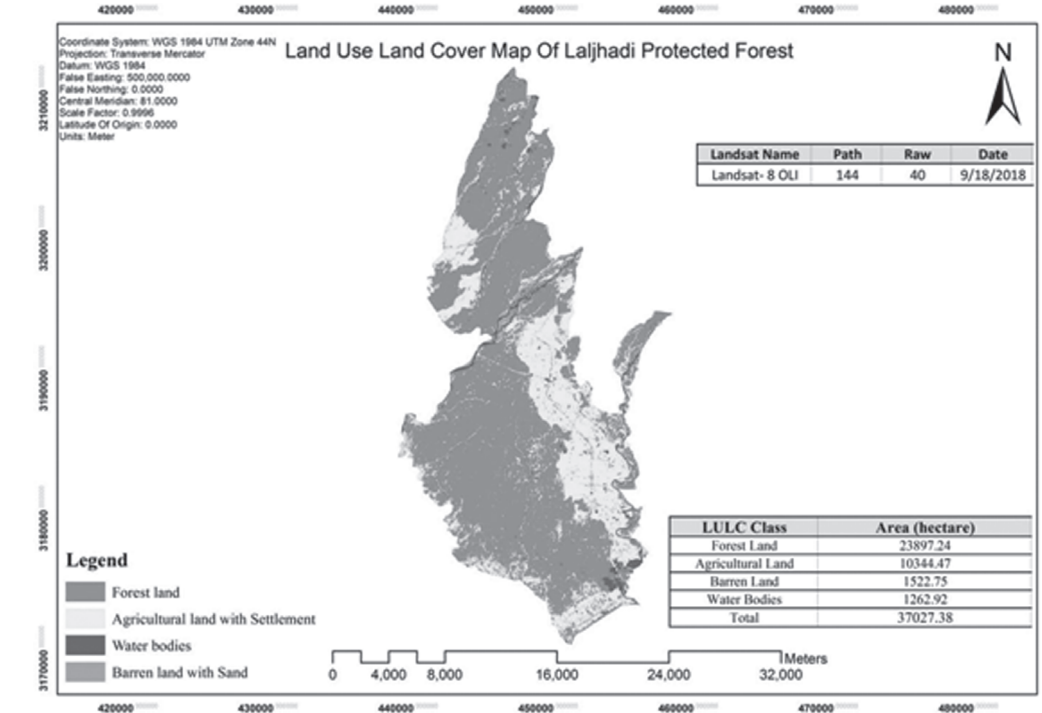 420000 430000 440000 450000 460000 470000 480000
Land Use Land Cover Map Of Laljhadi Protected Forest
Coordinate System: WGS 1984 UTM Zone 44N
Projection: Transverse Mercator
Datum: WGS 1984
False Easting: 500,000.0000
False Northing: 0.0000
Central Meridian: 81.0000
Scale Factor: 0.9996
Latitude Of Origin: 0.0000
Units: Meter
N
Landsat Name Path Raw Date
Landsat- 8 OLI 144 40 9/18/2018
3210000
3200000
3190000
3180000
3170000
LULC Class Area (hectare)
Forest Land 23897.24
Agricultural Land 10344.47
Barren Land 1522.75
Water Bodies 1262.92
Total 37027.38
Legend
Forest land
Agricultural land with Settlement
Water bodies
Barren land with Sand
Meters
0 4,000 8,000 16,000 24,000 32,000
420000 430000 440000 450000 460000 470000 480000